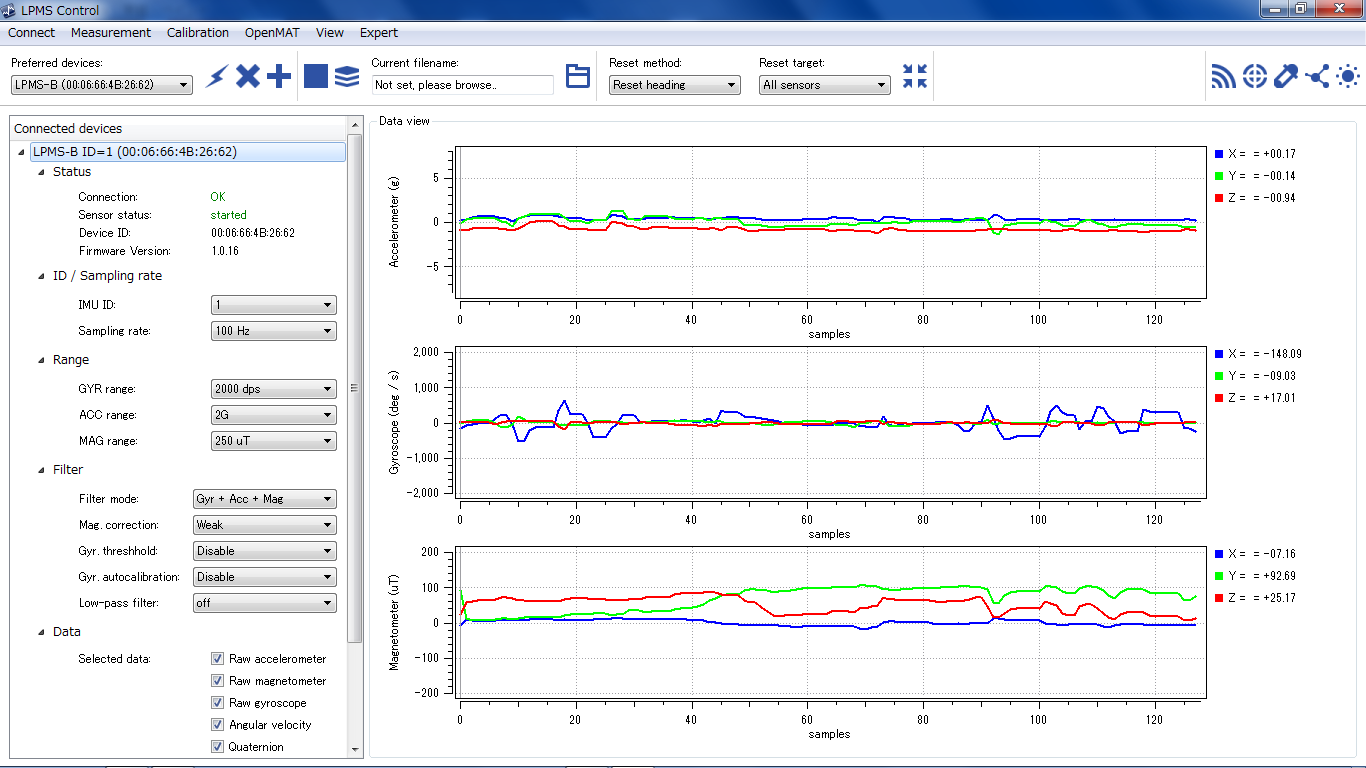 LPMS Control
Connect Measurement Calibration OpenMAT View Expert
Preferred devices:
LPMS-B (00:06:66:4B:26:62)
Current filename:
Not set, please browse..
Reset method:
Reset heading
Reset target:
All sensors
Connected devices
LPMS-B ID=1 (00:06:66:4B:26:62)
Status
Connection: OK
Sensor status: started
Device ID: 00:06:66:4B:26:62
Firmware Version: 1.0.16
ID / Sampling rate
IMU ID: 1
Sampling rate: 100 Hz
Range
GYR range: 2000 dps
ACC range: 2G
MAG range: 250 uT
Filter
Filter mode: Gyr + Acc + Mag
Mag. correction: Weak
Gyr. threshhold: Disable
Gyr. autocalibration: Disable
Low-pass filter: off
Data
Selected data: Raw accelerometer
Raw magnetometer
Raw gyroscope
Angular velocity
Quaternion
Data view
Accelerometer (g)
5
0
-5
0 20 40 60 80 100 120
samples
X = = +00.17
Y = = -00.14
Z = = -00.94
Gyroscope (deg / s)
2,000
1,000
0
-1,000
-2,000
0 20 40 60 80 100 120
samples
X = = -148.09
Y = = -09.03
Z = = +17.01
Magnetometer (uT)
200
100
0
-100
-200
0 20 40 60 80 100 120
samples
X = = -07.16
Y = = +92.69
Z = = +25.17